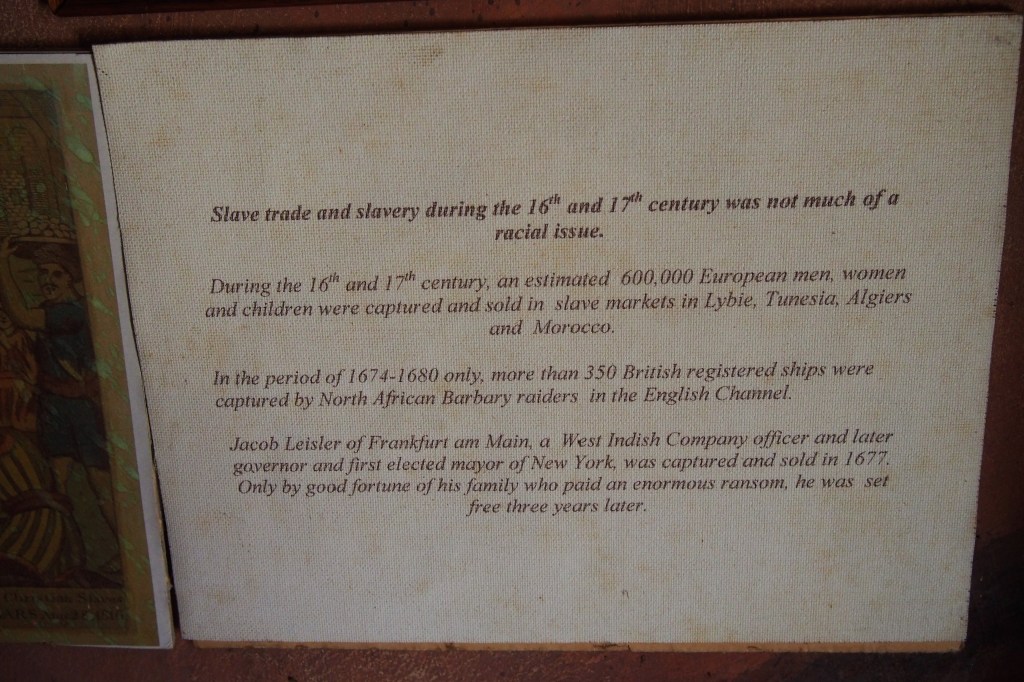 Slave trade and slavery during the 16th and 17th century was not much of a
racial issue.
During the 16th and 17th century, an estimated 600,000 European men, women
and children were captured and sold in slave markets in Lybie, Tunesia, Algiers
and Morocco.
In the period of 1674-1680 only, more than 350 British registered ships were
captured by North African Barbary raiders in the English Channel.
Jacob Leisler of Frankfurt am Main, a West Indish Company officer and later
governor and first elected mayor of New York, was captured and sold in 1677.
Only by good fortune of his family who paid an enormous ransom, he was set
free three years later.
Christian Slaves